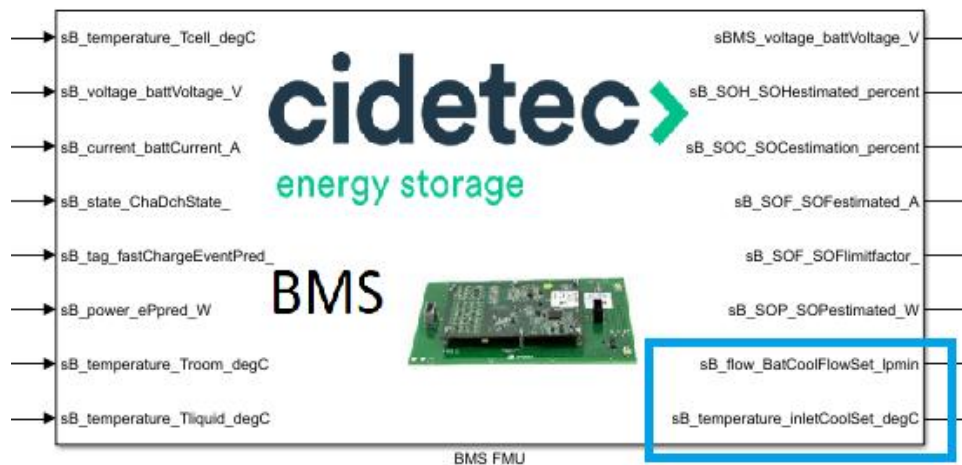 sB_temperature_Tcell_degC
sB_voltage_battVoltage_V
sB_current_battCurrent_A
sB_state_ChaDchState_
sB_tag_fastChargeEventPred_
sB_power_ePpred_W
sB_temperature_Troom_degC
sB_temperature_Tliquid_degC
cidetec
energy storage
BMS
sBMS_voltage_battVoltage_V
sB_SOH_SOHestimated_percent
sB_SOC_SOCestimation_percent
sB_SOF_SOFestimated_A
sB_SOF_SOFlimitfactor_
sB_SOP_SOPestimated_W
sB_flow_BatCoolFlowSet_lpmin
sB_temperature_inletCoolSet_degC
BMS FMU